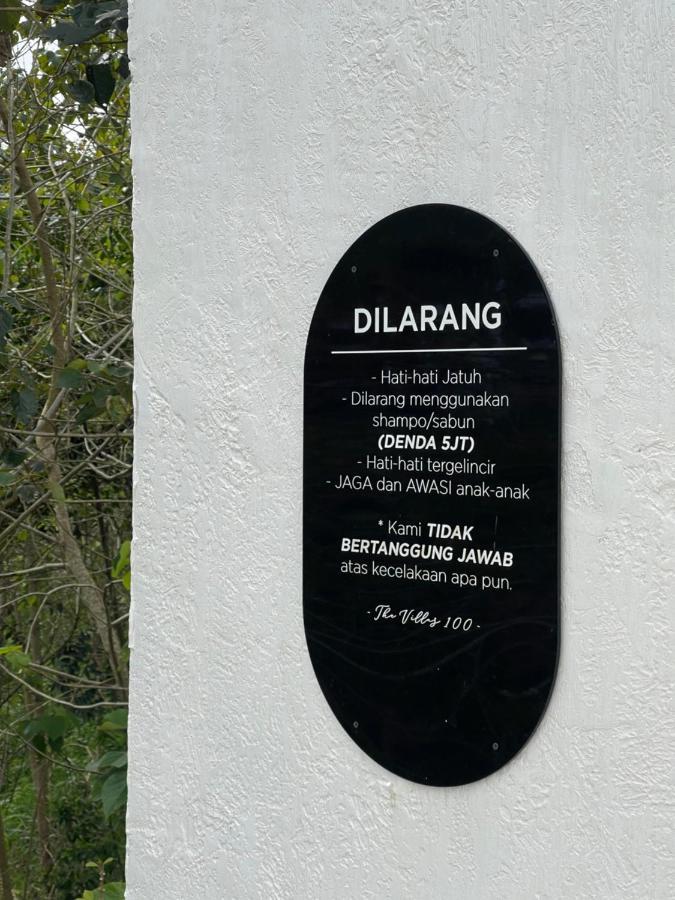 DILARANG
- Hati-hati Jatuh
- Dilarang menggunakan
shampo/sabun
(DENDA 5JT)
- Hati-hati tergelincir
- JAGA dan AWASI anak-anak
* Kami TIDAK
BERTANGGUNG JAWAB
atas kecelakaan apa pun.
- The Villas 100 -